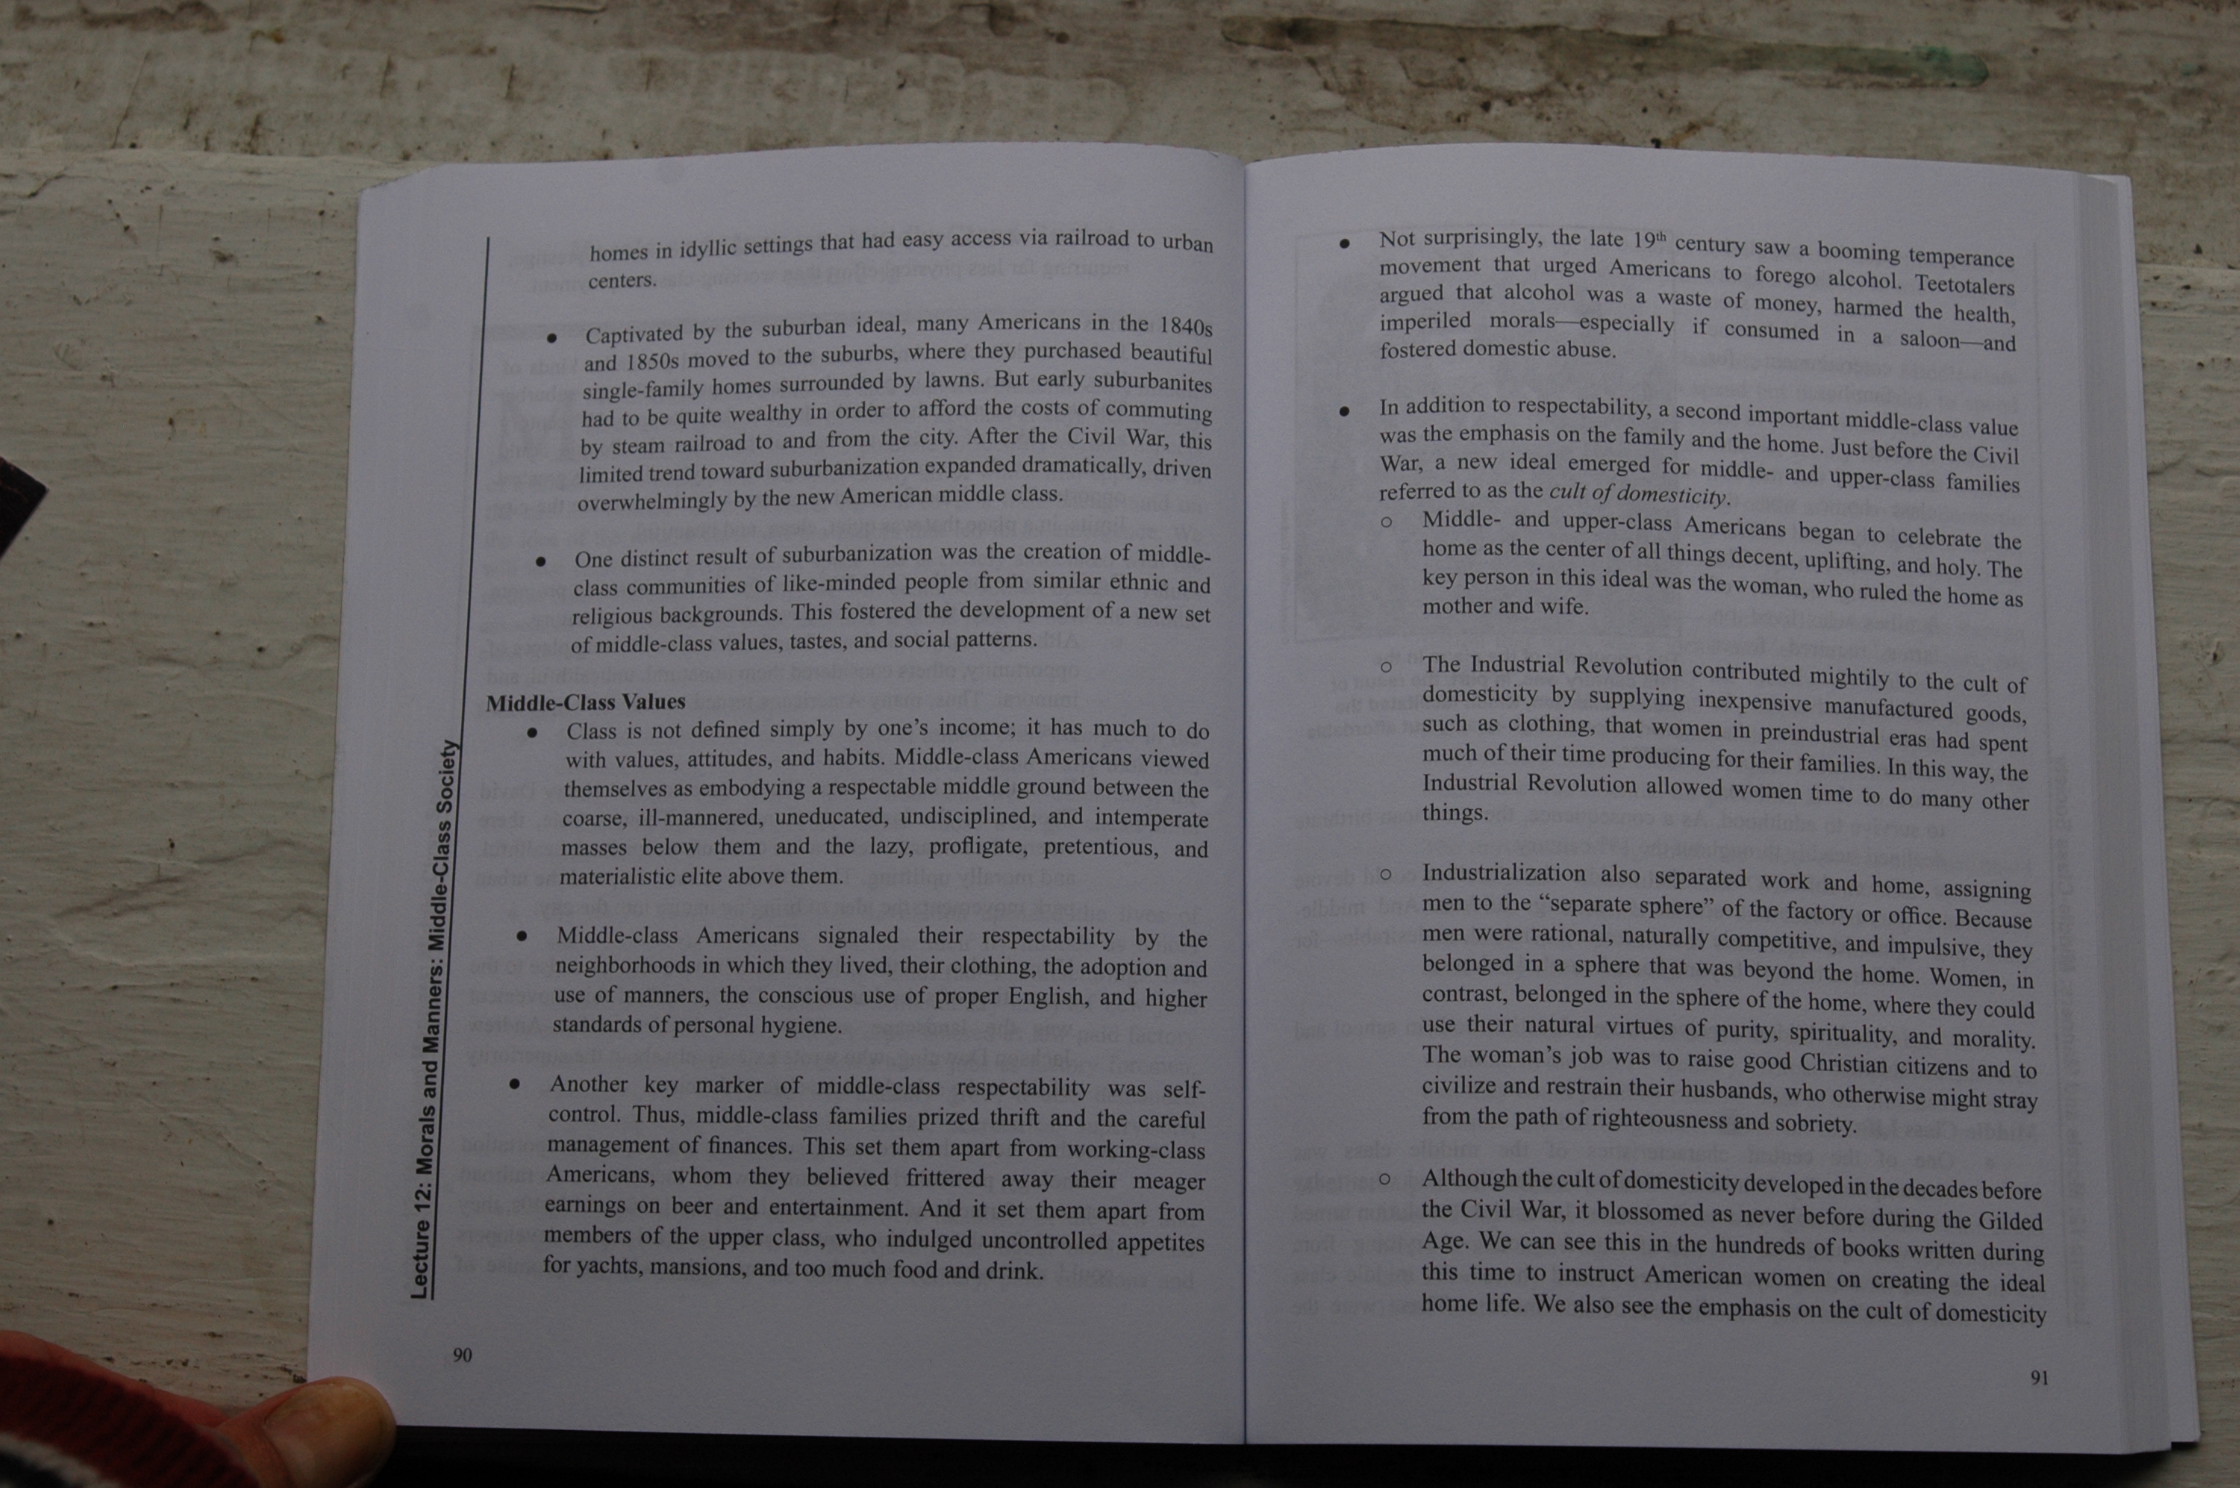 homes in idyllic settings that had easy access via railroad to urban
centers.
• Captivated by the suburban ideal, many Americans in the 1840s
and 1850s moved to the suburbs, where they purchased beautiful
single-family homes surrounded by lawns. But early suburbanites
had to be quite wealthy in order to afford the costs of commuting
by steam railroad to and from the city. After the Civil War, this
limited trend toward suburbanization expanded dramatically, driven
overwhelmingly by the new American middle class.
• One distinct result of suburbanization was the creation of middle-
class communities of like-minded people from similar ethnic and
religious backgrounds. This fostered the development of a new set
of middle-class values, tastes, and social patterns.
Middle-Class Values
• Class is not defined simply by one's income; it has much to do
with values, attitudes, and habits. Middle-class Americans viewed
themselves as embodying a respectable middle ground between the
coarse, ill-mannered, uneducated, undisciplined, and intemperate
masses below them and the lazy, profligate, pretentious, and
materialistic elite above them.
• Middle-class Americans signaled their respectability by the
neighborhoods in which they lived, their clothing, the adoption and
use of manners, the conscious use of proper English, and higher
standards of personal hygiene.
• Another key marker of middle-class respectability was self-
control. Thus, middle-class families prized thrift and the careful
management of finances. This set them apart from working-class
Americans, whom they believed frittered away their meager
earnings on beer and entertainment. And it set them apart from
members of the upper class, who indulged uncontrolled appetites
for yachts, mansions, and too much food and drink.
Lecture 12: Morals and Manners: Middle-Class Society
90
• Not surprisingly, the late 19th century saw a booming temperance
movement that urged Americans to forego alcohol. Teetotalers
argued that alcohol was a waste of money, harmed the health,
imperiled morals—especially if consumed in a saloon—and
fostered domestic abuse.
• In addition to respectability, a second important middle-class value
was the emphasis on the family and the home. Just before the Civil
War, a new ideal emerged for middle- and upper-class families
referred to as the cult of domesticity.
○ Middle- and upper-class Americans began to celebrate the
home as the center of all things decent, uplifting, and holy. The
key person in this ideal was the woman, who ruled the home as
mother and wife.
○ The Industrial Revolution contributed mightily to the cult of
domesticity by supplying inexpensive manufactured goods,
such as clothing, that women in preindustrial eras had spent
much of their time producing for their families. In this way, the
Industrial Revolution allowed women time to do many other
things.
○ Industrialization also separated work and home, assigning
men to the “separate sphere” of the factory or office. Because
men were rational, naturally competitive, and impulsive, they
belonged in a sphere that was beyond the home. Women, in
contrast, belonged in the sphere of the home, where they could
use their natural virtues of purity, spirituality, and morality.
The woman's job was to raise good Christian citizens and to
civilize and restrain their husbands, who otherwise might stray
from the path of righteousness and sobriety.
○ Although the cult of domesticity developed in the decades before
the Civil War, it blossomed as never before during the Gilded
Age. We can see this in the hundreds of books written during
this time to instruct American women on creating the ideal
home life. We also see the emphasis on the cult of domesticity
91